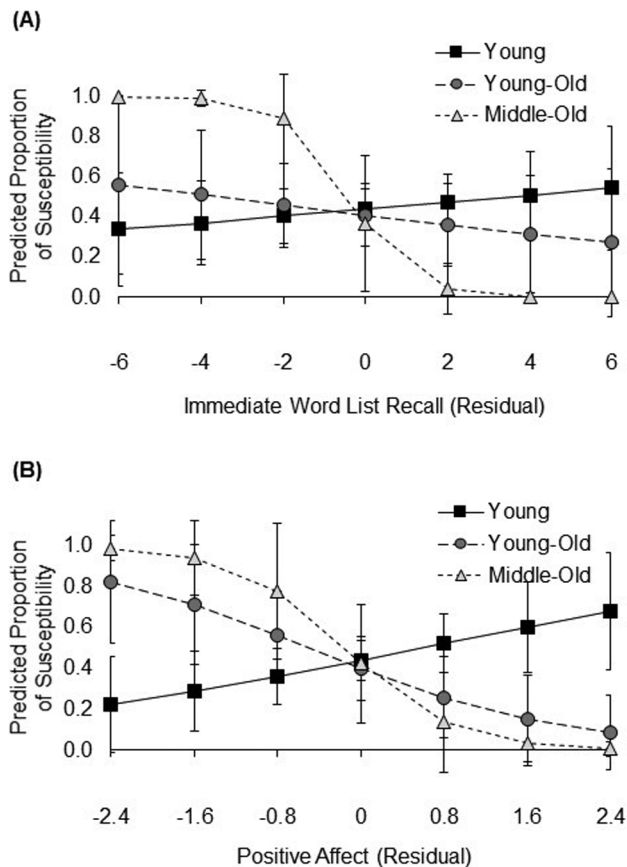 (A)
Young
Young-Old
Middle-Old
Predicted Proportion
of Susceptibility
1.0
0.8
0.6
0.4
0.2
0.0
-6 -4 -2 0 2 4 6
Immediate Word List Recall (Residual)
(B)
Young
Young-Old
Middle-Old
Predicted Proportion
of Susceptibility
1.0
0.8
0.6
0.4
0.2
0.0
-2.4 -1.6 -0.8 0 0.8 1.6 2.4
Positive Affect (Residual)